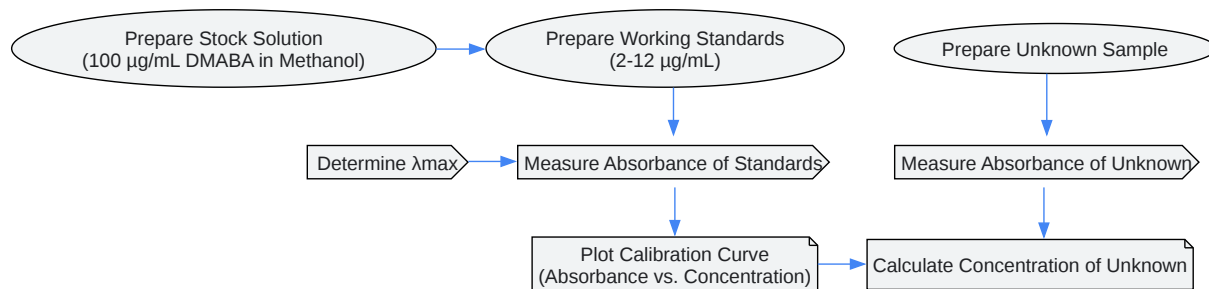 Prepare Stock Solution
(100 µg/mL DMABA in Methanol)
Prepare Working Standards
(2-12 µg/mL)
Prepare Unknown Sample
Determine λmax
Measure Absorbance of Standards
Measure Absorbance of Unknown
Plot Calibration Curve
(Absorbance vs. Concentration)
Calculate Concentration of Unknown